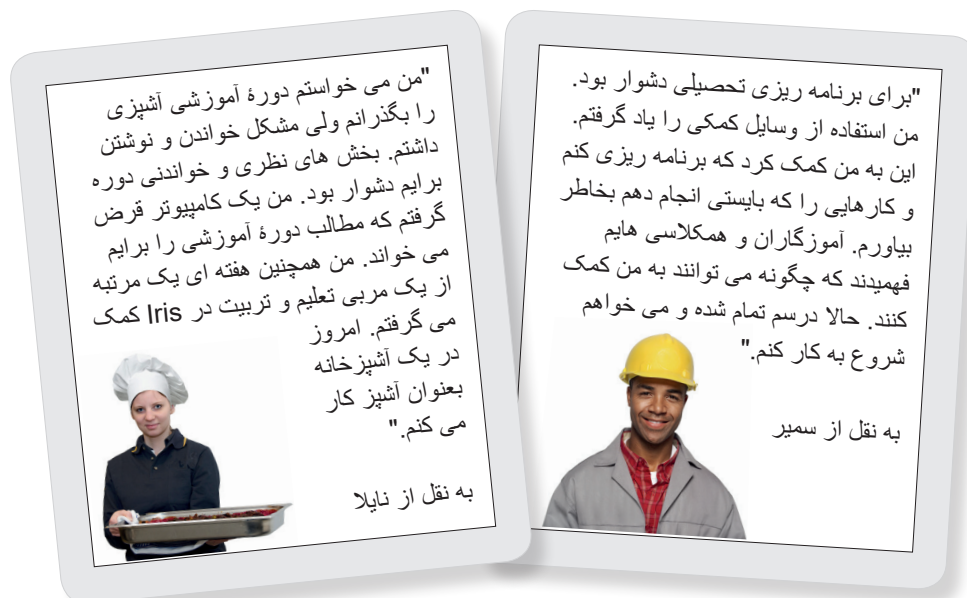 "برای برنامه ریزی تحصیلی دشوار بود.
من استفاده از وسایل کمکی را یاد گرفتم.
این به من کمک کرد که برنامه ریزی کنم
و کارهایی را که بایستی انجام دهم بخاطر
بیاورم. آموزگاران و همکلاسی هایم
فهمیدند که چگونه می توانند به من کمک
کنند. حالا درسم تمام شده و می خواهم
شروع به کار کنم."
به نقل از سمیر
"من می خواستم دورۀ آموزشی آشپزی
را بگذرانم ولی مشکل خواندن و نوشتن
داشتم. بخش های نظری و خواندنی دوره
برایم دشوار بود. من یک کامپیوتر قرض
گرفتم که مطالب دورۀ آموزشی را برایم
می خواند. من همچنین هفته ای یک مرتبه
از یک مربی تعلیم و تربیت در Iris کمک
می گرفتم. امروز
در یک آشپزخانه
بعنوان آشپز کار
می کنم."
به نقل از نایلا